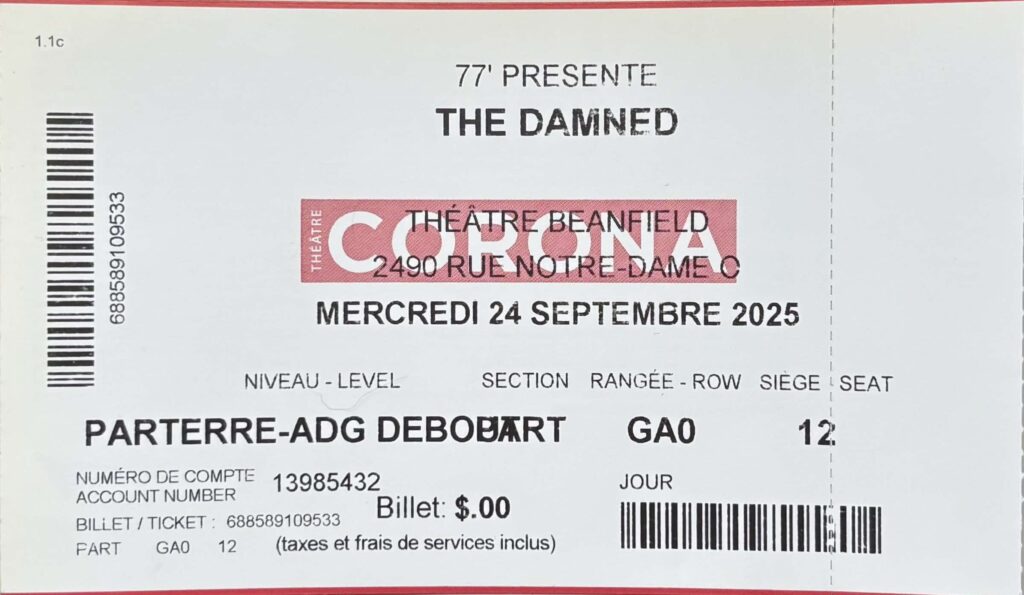 1.1c
77' PRESENTE
THE DAMNED
THÉÂTRE CORONA
THÉÂTRE BEANFIELD
2490 RUE NOTRE-DAME O
MERCREDI 24 SEPTEMBRE 2025
NIVEAU - LEVEL SECTION RANGÉE - ROW SIÈGE - SEAT
PARTERRE-ADG DEBOUT PART GA0 12
NUMÉRO DE COMPTE
ACCOUNT NUMBER 13985432
Billet: $.00
BILLET / TICKET : 688589109533
PART GA0 12 (taxes et frais de services inclus)
JOUR
688589109533